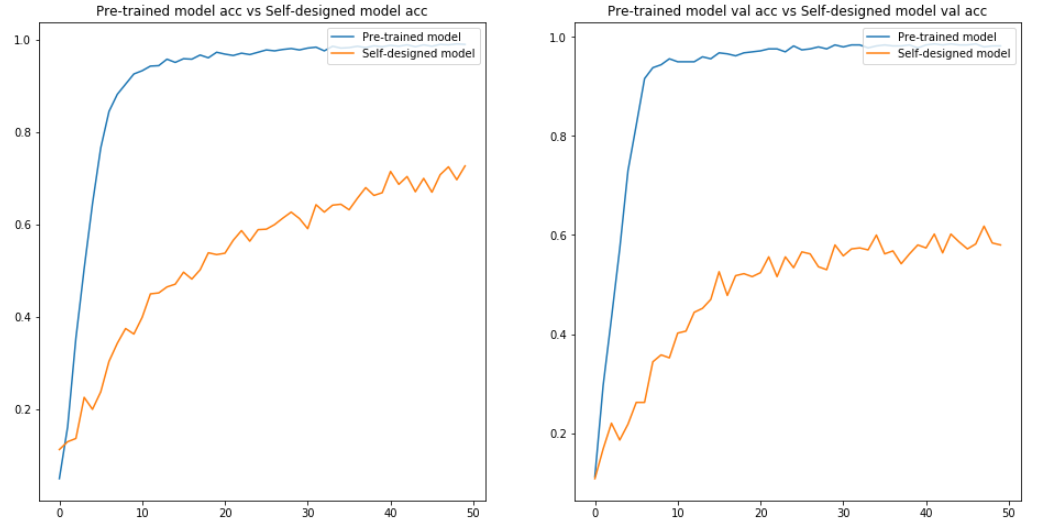 Pre-trained model acc vs Self-designed model acc
Pre-trained model
Self-designed model
1.0
0.8
0.6
0.4
0.2
0 10 20 30 40 50
Pre-trained model val acc vs Self-designed model val acc
Pre-trained model
Self-designed model
1.0
0.8
0.6
0.4
0.2
0 10 20 30 40 50